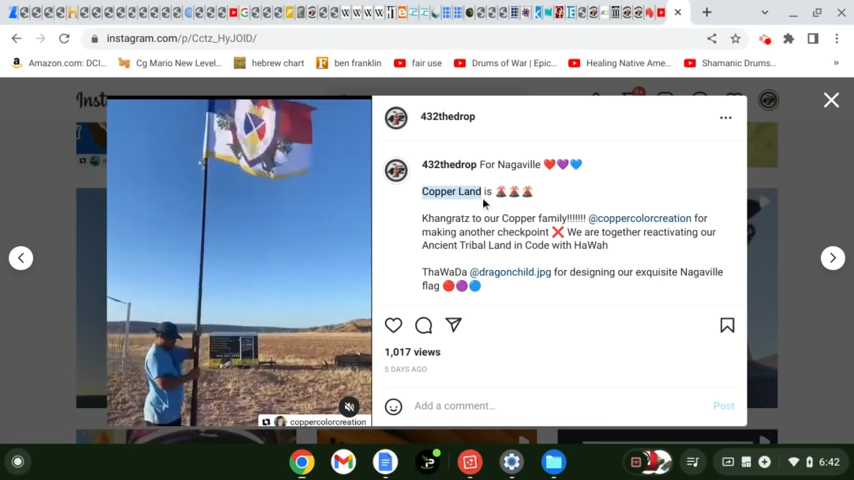 instagram.com/p/Cctz_HyJOID/
Amazon.com: DCI...
Cg Mario New Level...
hebrew chart
ben franklin
fair use
Drums of War | Epic...
Healing Native Ame...
Shamanic Drums...
»
432thedrop
432thedrop For Nagaville ❤️💜💙
Copper Land is 🌋🌋🌋
Khangratz to our Copper family!!!!!!! @coppercolorcreation for
making another checkpoint ❌ We are together reactivating our
Ancient Tribal Land in Code with HaWah
ThaWaDa @dragonchild.jpg for designing our exquisite Nagaville
flag 🔴🟣🔵
1,017 views
5 DAYS AGO
Add a comment...
Post
coppercolorcreation
6:42